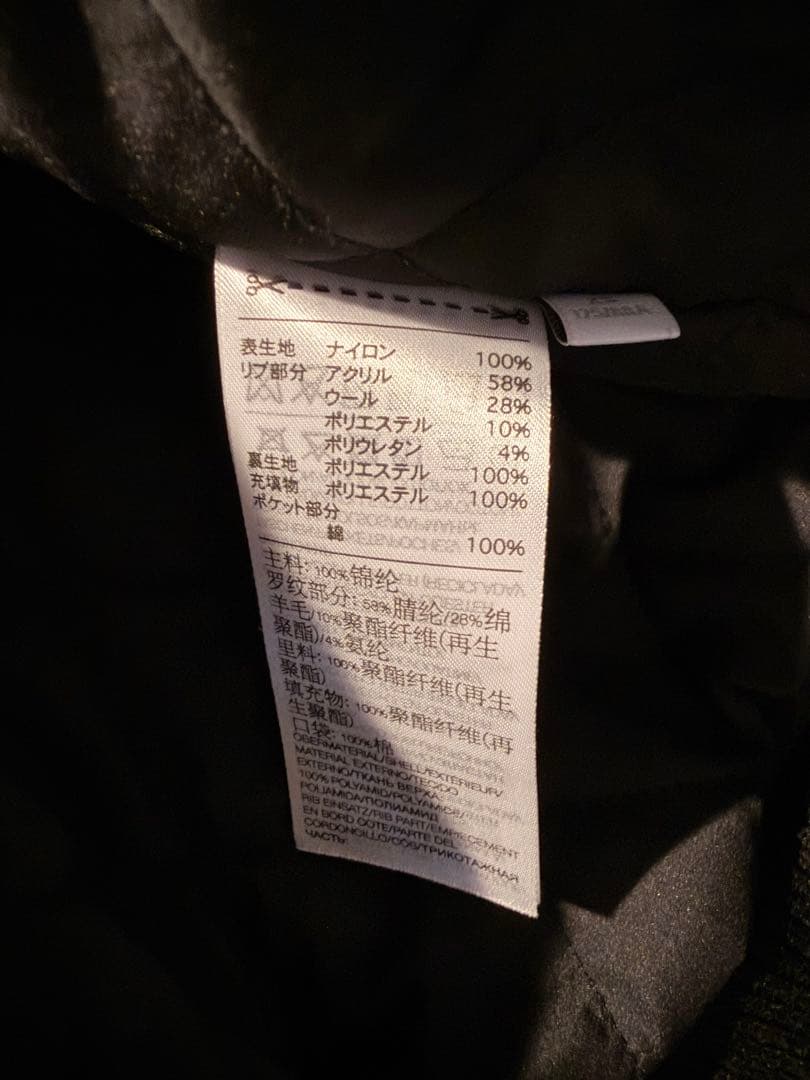 表生地 ナイロン 100%
リブ部分 アクリル 58%
ウール 28%
ポリエステル 10%
ポリウレタン 4%
裏生地 ポリエステル 100%
充填物 ポリエステル 100%
ポケット部分
綿 100%
主料: 100%锦纶
罗纹部分: 58%腈纶/28%绵
羊毛/10%聚酯纤维(再生
聚酯)/4%氨纶
里料: 100%聚酯纤维(再生
聚酯)
填充物: 100%聚酯纤维(再
生聚酯)
口袋: 100%棉
OBERMATERIAL/SHELL/EXTERIEUR/
MATERIAL EXTERNO/TECIDO
EXTERNO/ТКАНЬ ВЕРХА:
100% POLYAMID/POLYAMIDE/
POLIAMIDA/ПОЛИАМИД
RIB EINSATZ/RIB PART/EMPIECEMENT
EN BORD COTE/PARTE DEL
CORDONCILLO/COS/ТРИКОТАЖНАЯ
ЧАСТЬ: